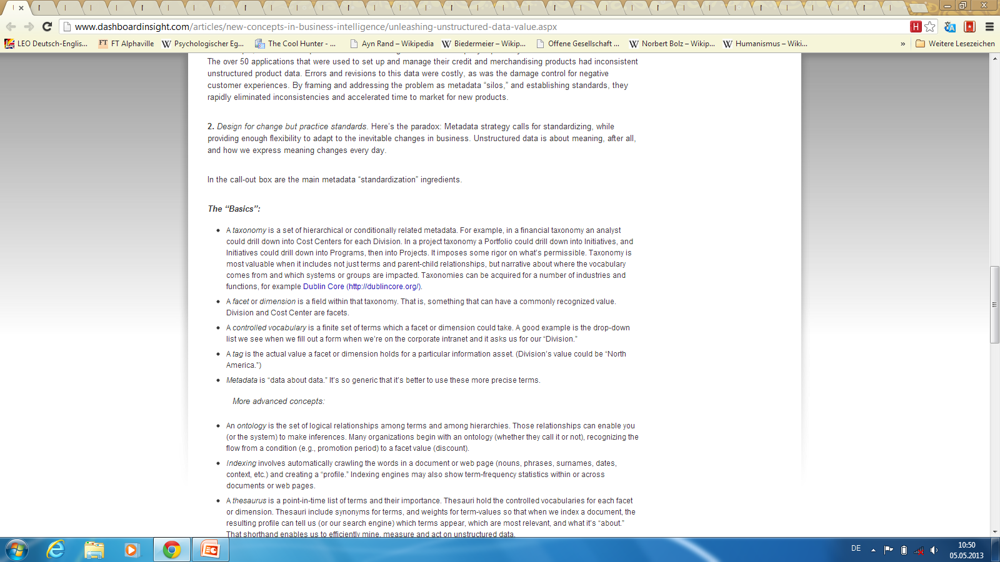 www.dashboardinsight.com/articles/new-concepts-in-business-intelligence/unleashing-unstructured-data-value.aspx
LEO Deutsch-Englis... FT Alphaville Psychologischer Eg... The Cool Hunter - ... Ayn Rand – Wikipedia Biedermeier – Wikip... Offene Gesellschaft ... Norbert Bolz – Wikip... Humanismus – Wiki... » Weitere Lesezeichen
The over 50 applications that were used to set up and manage their credit and merchandising products had inconsistent
unstructured product data. Errors and revisions to this data were costly, as was the damage control for negative
customer experiences. By framing and addressing the problem as metadata “silos,” and establishing standards, they
rapidly eliminated inconsistencies and accelerated time to market for new products.
2. Design for change but practice standards. Here’s the paradox: Metadata strategy calls for standardizing, while
providing enough flexibility to adapt to the inevitable changes in business. Unstructured data is about meaning, after all,
and how we express meaning changes every day.
In the call-out box are the main metadata “standardization” ingredients.
The “Basics”:
A taxonomy is a set of hierarchical or conditionally related metadata. For example, in a financial taxonomy an analyst
could drill down into Cost Centers for each Division. In a project taxonomy a Portfolio could drill down into Initiatives, and
Initiatives could drill down into Programs, then into Projects. It imposes some rigor on what’s permissible. Taxonomy is
most valuable when it includes not just terms and parent-child relationships, but narrative about where the vocabulary
comes from and which systems or groups are impacted. Taxonomies can be acquired for a number of industries and
functions, for example Dublin Core (http://dublincore.org/).
A facet or dimension is a field within that taxonomy. That is, something that can have a commonly recognized value.
Division and Cost Center are facets.
A controlled vocabulary is a finite set of terms which a facet or dimension could take. A good example is the drop-down
list we see when we fill out a form when we’re on the corporate intranet and it asks us for our “Division.”
A tag is the actual value a facet or dimension holds for a particular information asset. (Division’s value could be “North
America.”)
Metadata is “data about data.” It’s so generic that it’s better to use these more precise terms.
More advanced concepts:
An ontology is the set of logical relationships among terms and among hierarchies. Those relationships can enable you
(or the system) to make inferences. Many organizations begin with an ontology (whether they call it or not), recognizing the
flow from a condition (e.g., promotion period) to a facet value (discount).
Indexing involves automatically crawling the words in a document or web page (nouns, phrases, surnames, dates,
context, etc.) and creating a “profile.” Indexing engines may also show term-frequency statistics within or across
documents or web pages.
A thesaurus is a point-in-time list of terms and their importance. Thesauri hold the controlled vocabularies for each facet
or dimension. Thesauri include synonyms for terms, and weights for term-values so that when we index a document, the
resulting profile can tell us (or our search engine) which terms appear, which are most relevant, and what it’s “about.”
That shorthand enables us to efficiently mine, measure and act on unstructured data.
DE
10:50
05.05.2013